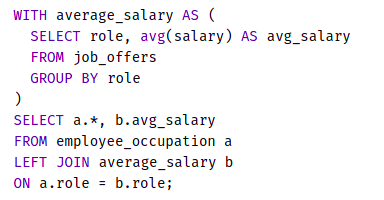 WITH average_salary AS (
  SELECT role, avg(salary) AS avg_salary
  FROM job_offers
  GROUP BY role
)
SELECT a.*, b.avg_salary
FROM employee_occupation a
LEFT JOIN average_salary b
ON a.role = b.role;